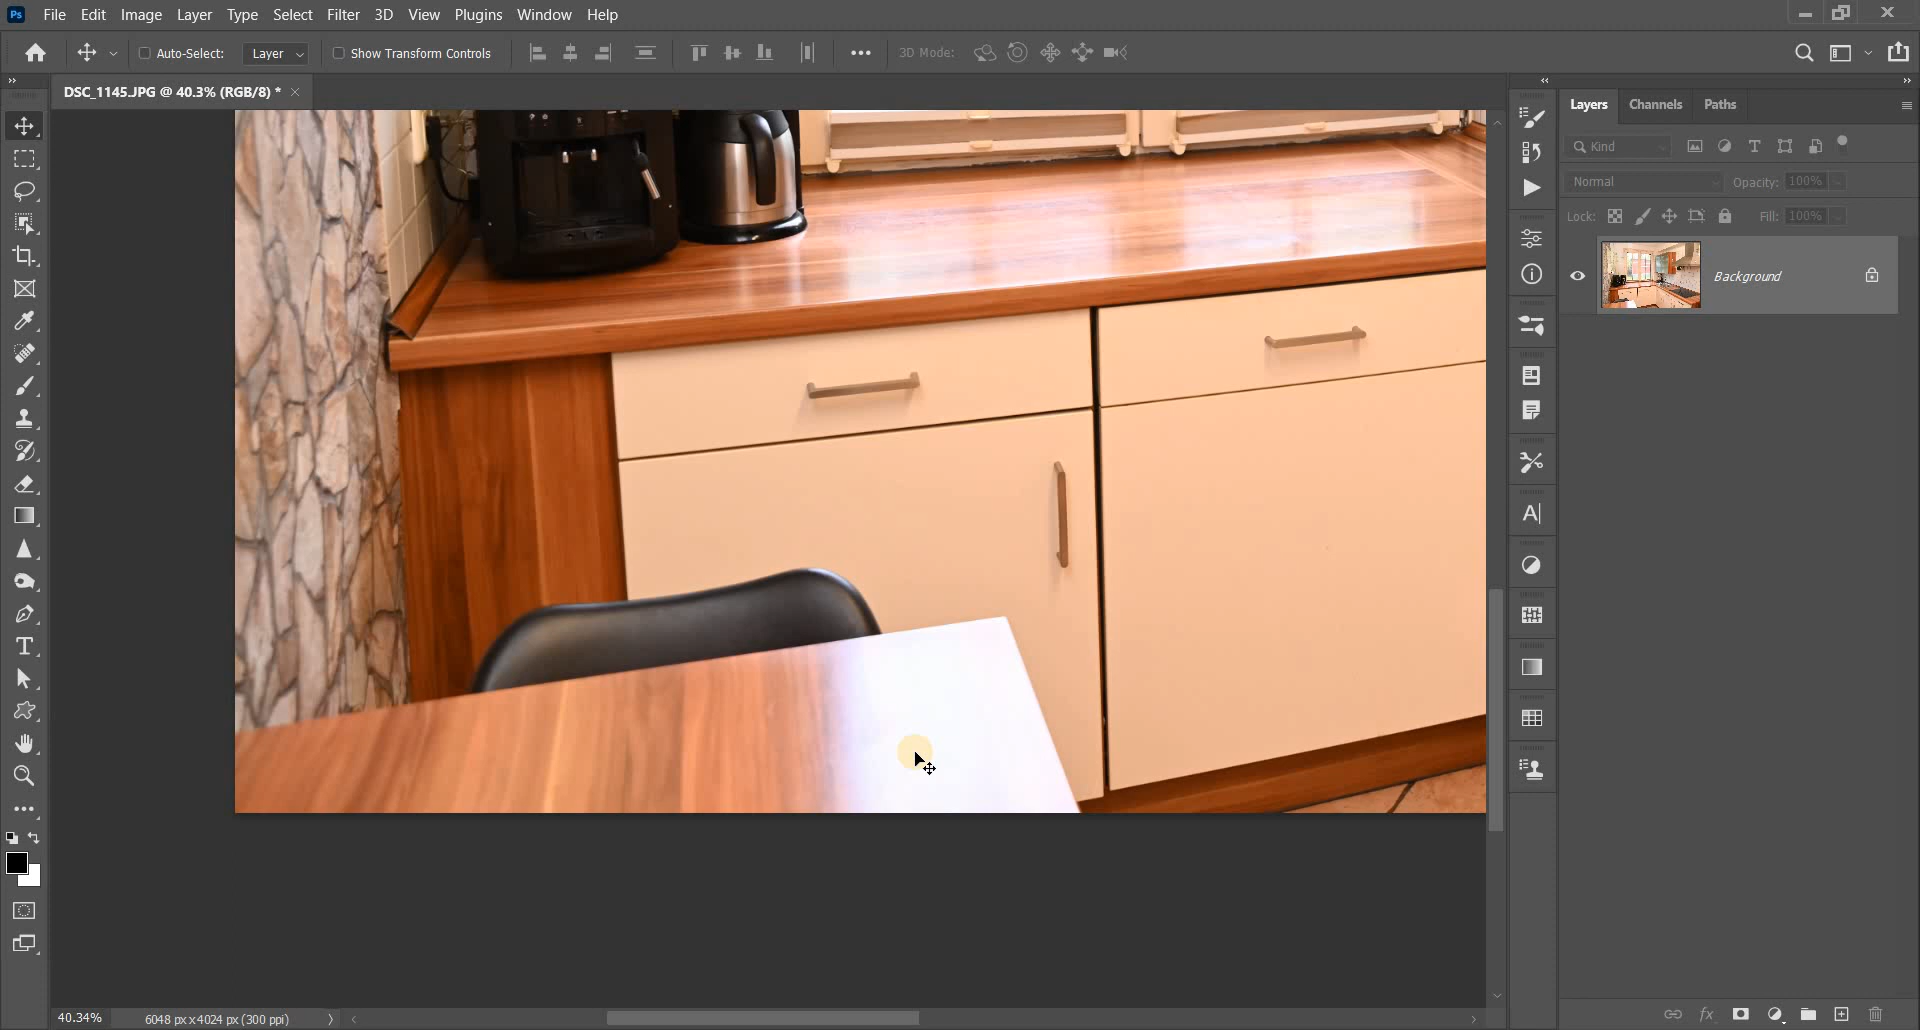 Ps File Edit Image Layer Type Select Filter 3D View Plugins Window Help
Auto-Select: Layer Show Transform Controls 3D Mode:
DSC_1145.JPG @ 40.3% (RGB/8) *
Layers Channels Paths
Kind
Normal Opacity: 100%
Lock: Fill: 100%
Background
40.34% 6048 px x 4024 px (300 ppi)